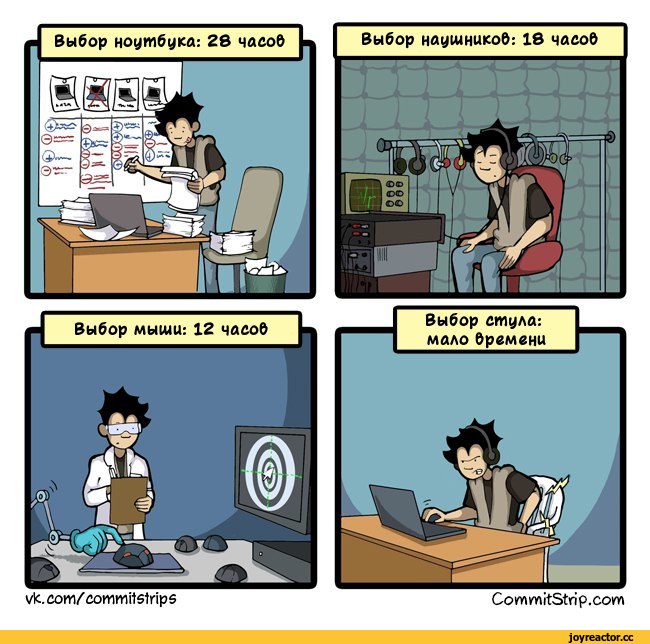 Выбор ноутбука: 28 часов
Выбор наушников: 18 часов
Выбор мыши: 12 часов
Выбор стула:
мало времени
vk.com/commitstrips
CommitStrip.com
joyreactor.cc